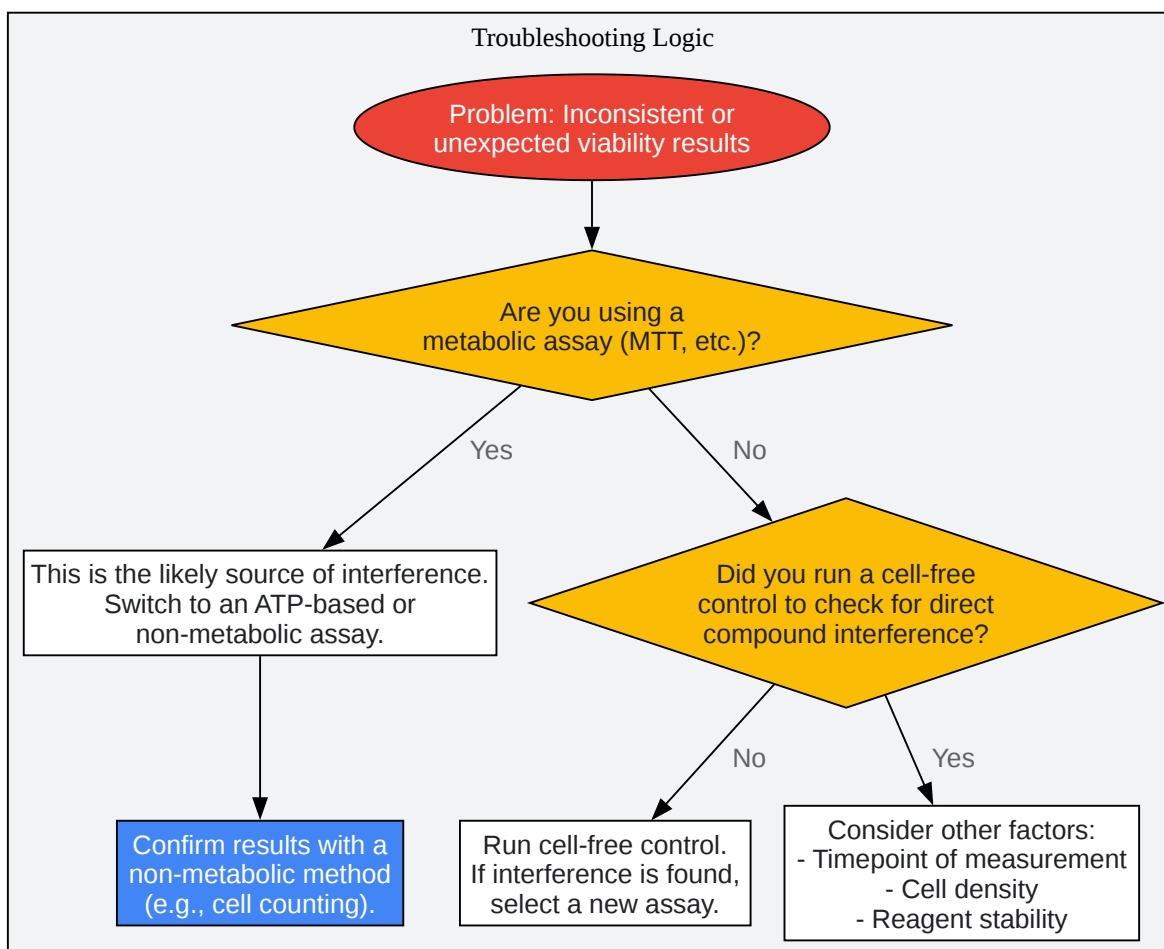 Troubleshooting Logic
Problem: Inconsistent or
unexpected viability results
Are you using a
metabolic assay (MTT, etc.)?
Yes
No
This is the likely source of interference.
Switch to an ATP-based or
non-metabolic assay.
Did you run a cell-free
control to check for direct
compound interference?
No
Yes
Confirm results with a
non-metabolic method
(e.g., cell counting).
Run cell-free control.
If interference is found,
select a new assay.
Consider other factors:
- Timepoint of measurement
- Cell density
- Reagent stability